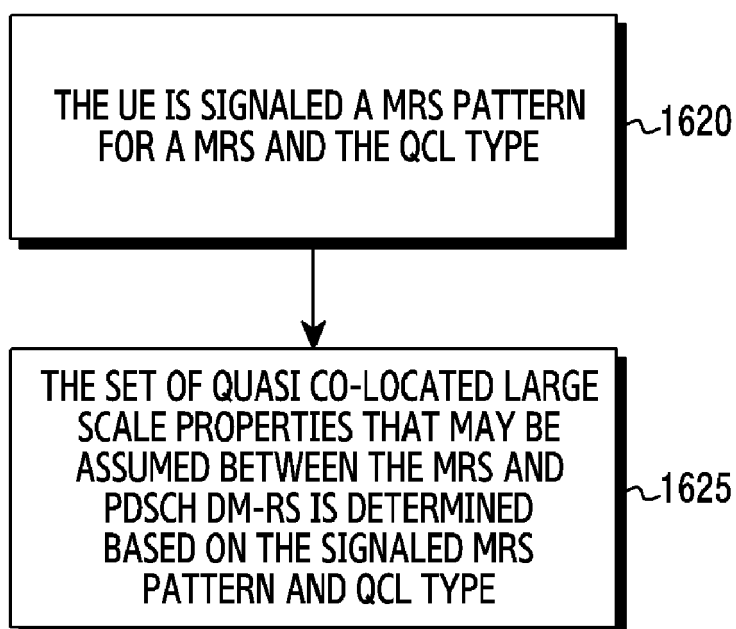 THE UE IS SIGNALED A MRS PATTERN
FOR A MRS AND THE QCL TYPE
1620
THE SET OF QUASI CO-LOCATED LARGE
SCALE PROPERTIES THAT MAY BE
ASSUMED BETWEEN THE MRS AND
PDSCH DM-RS IS DETERMINED
BASED ON THE SIGNALED MRS
PATTERN AND QCL TYPE
1625